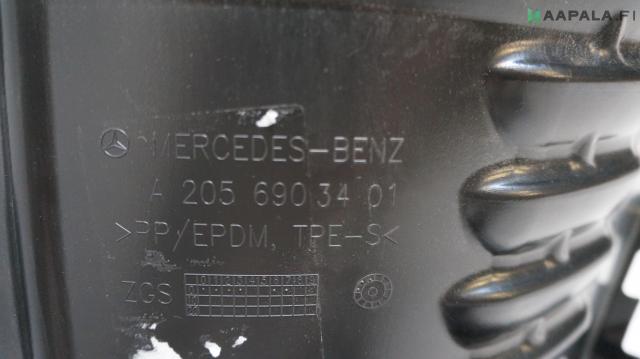 HAAPALA.FI
MERCEDES-BENZ
A 205 690 34 01
>PP/EPDM, TPE-S<
ZGS